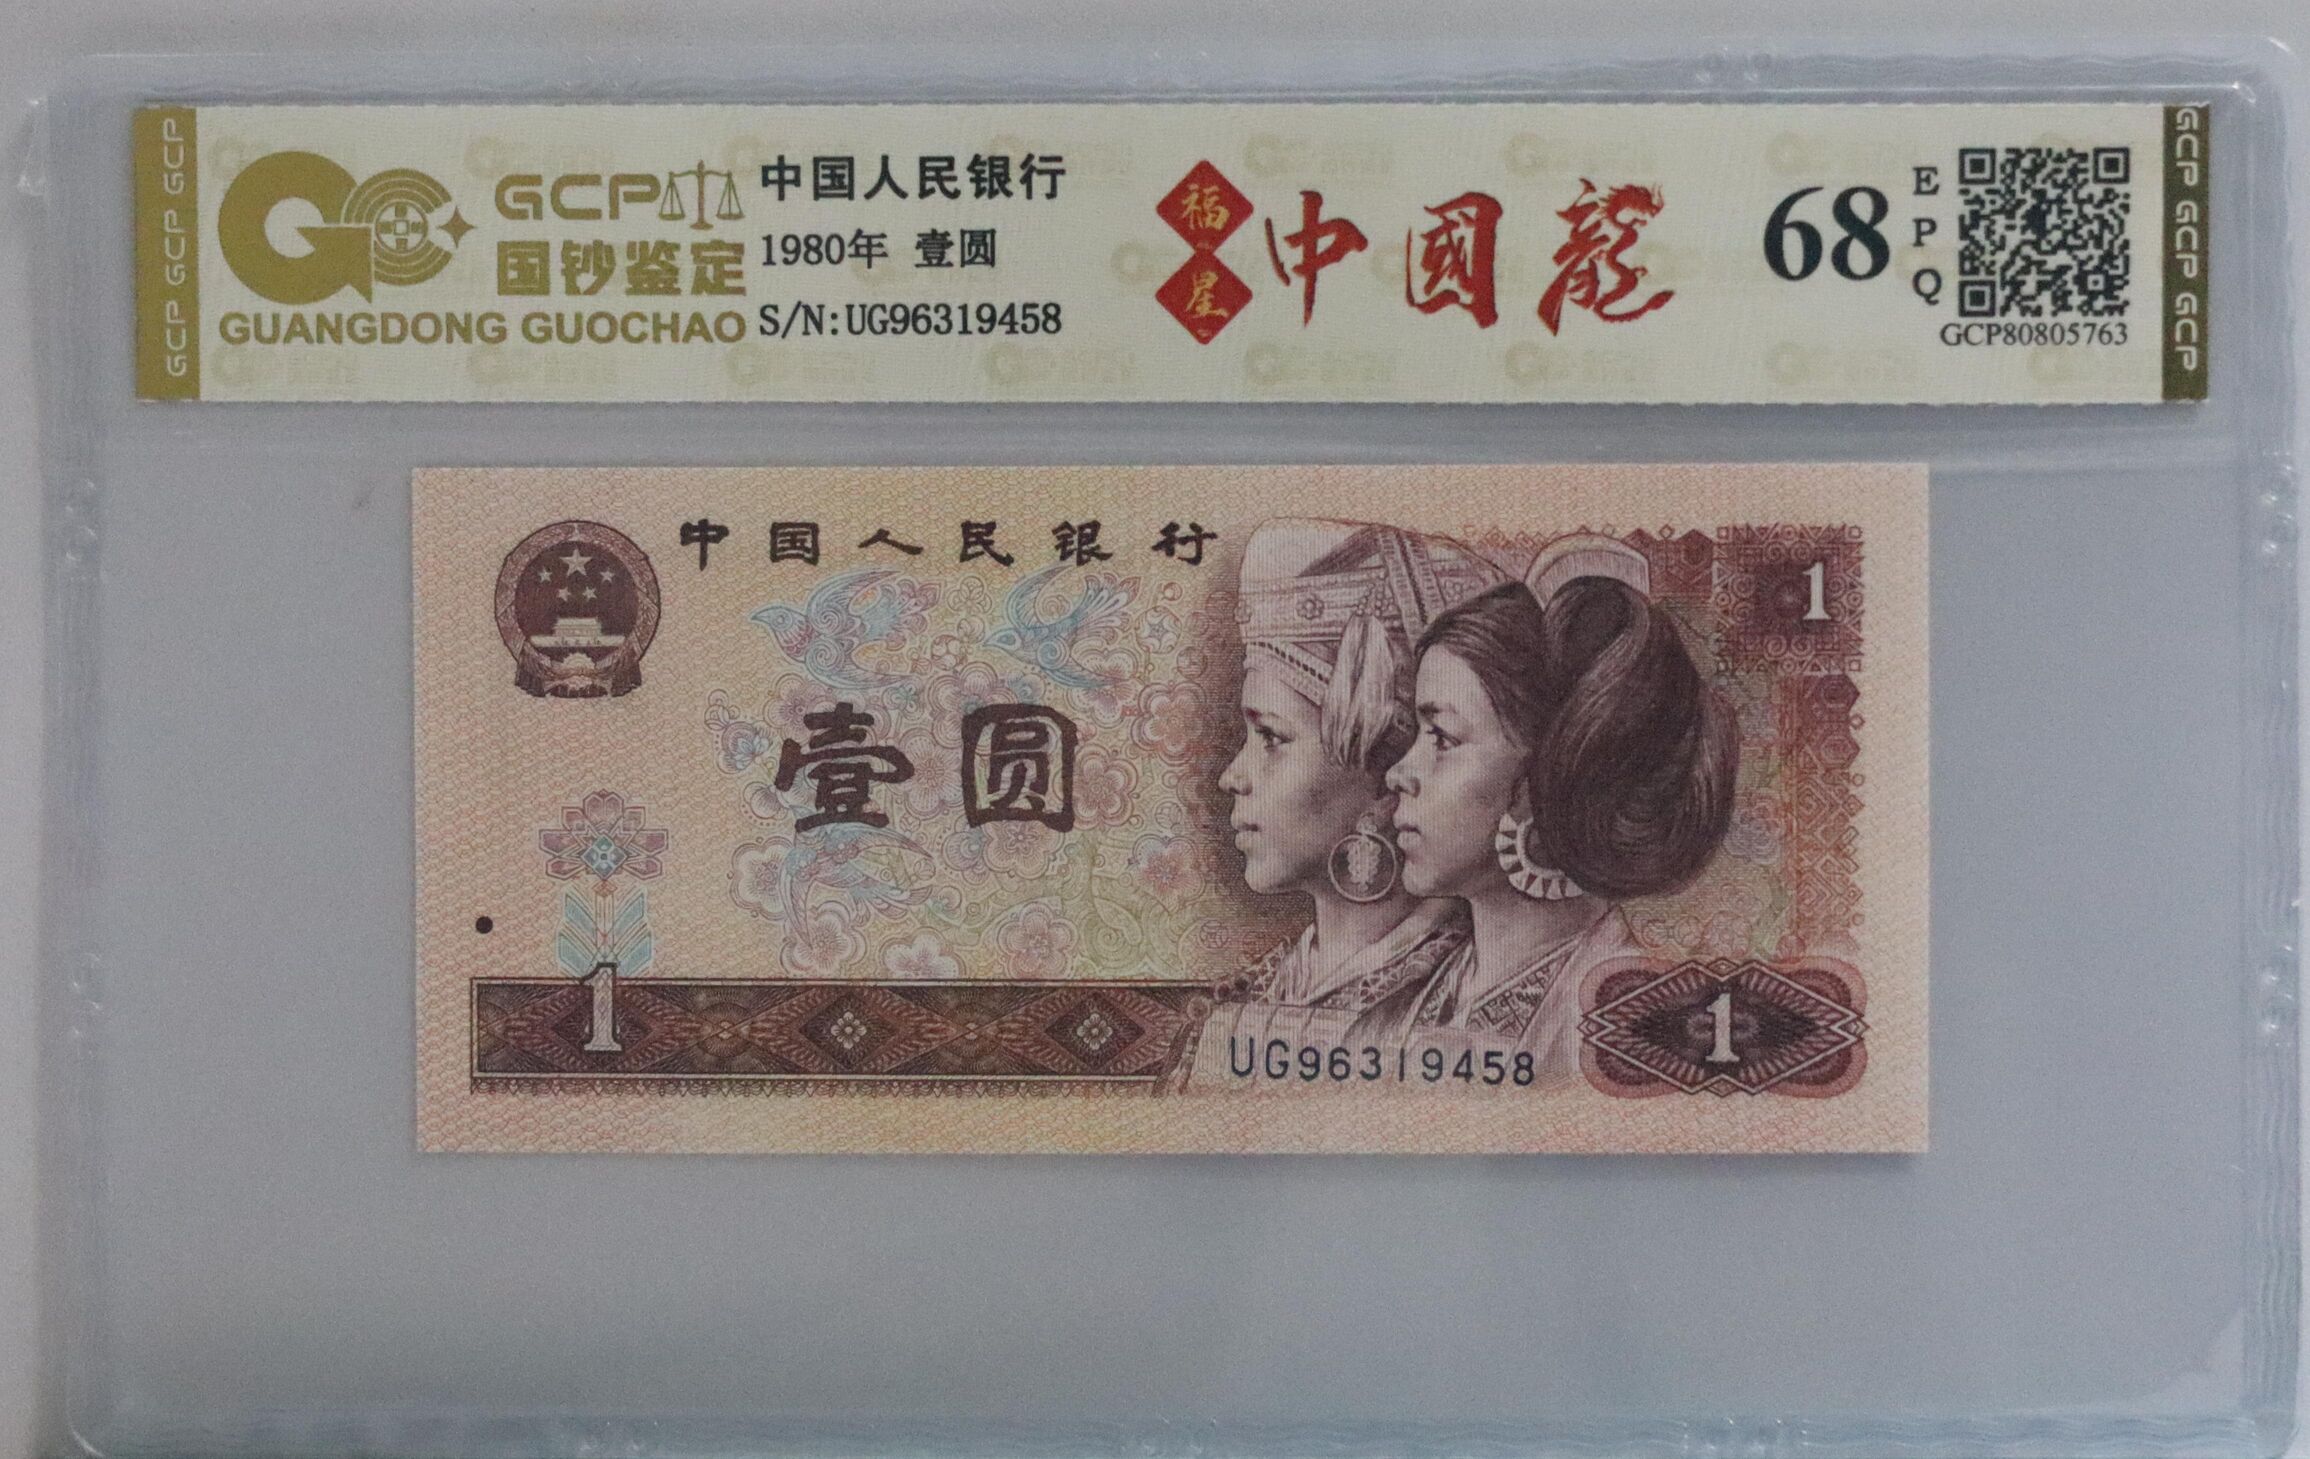 GCP GCP GCP
GCP
国钞鉴定
GUANGDONG GUOCHAO
中国人民银行
1980年 壹圆
S/N:UG96319458
福星
中國龍
68
EPQ
GCP80805763
GCP GCP GCP
中国人民银行
1
壹圆
1
UG96319458
1